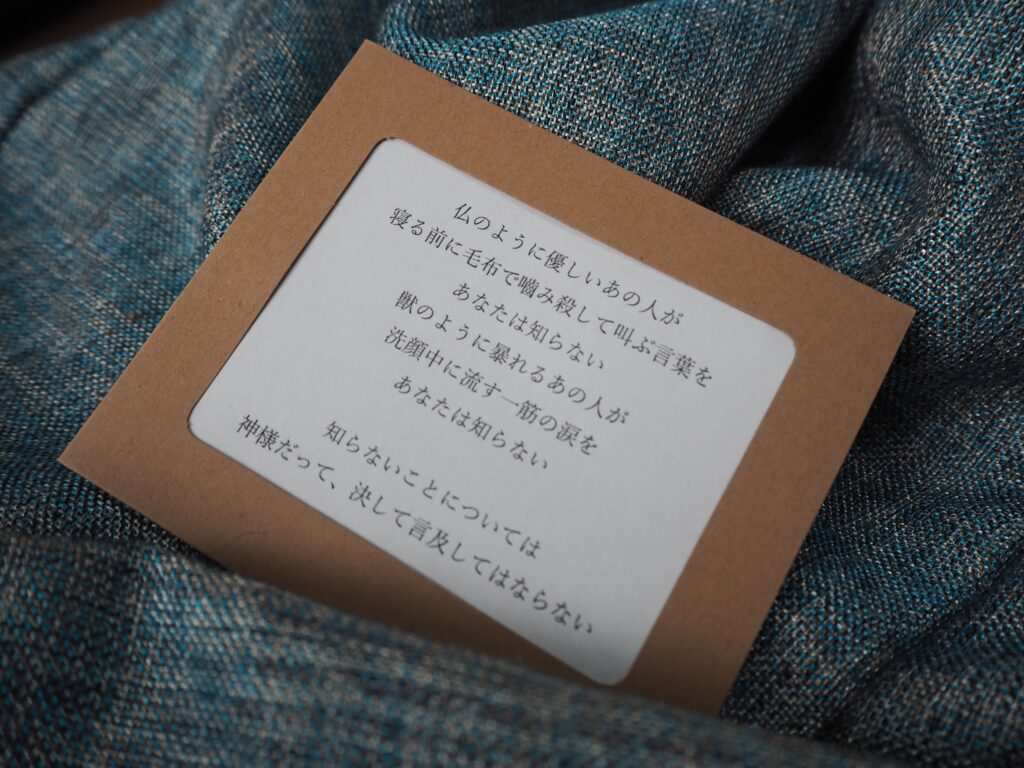 仏のように優しいあの人が
寝る前に毛布で嚙み殺して叫ぶ言葉を
あなたは知らない
獣のように暴れるあの人が
洗顔中に流す一筋の涙を
あなたは知らない
知らないことについては
神様だって、決して言及してはならない